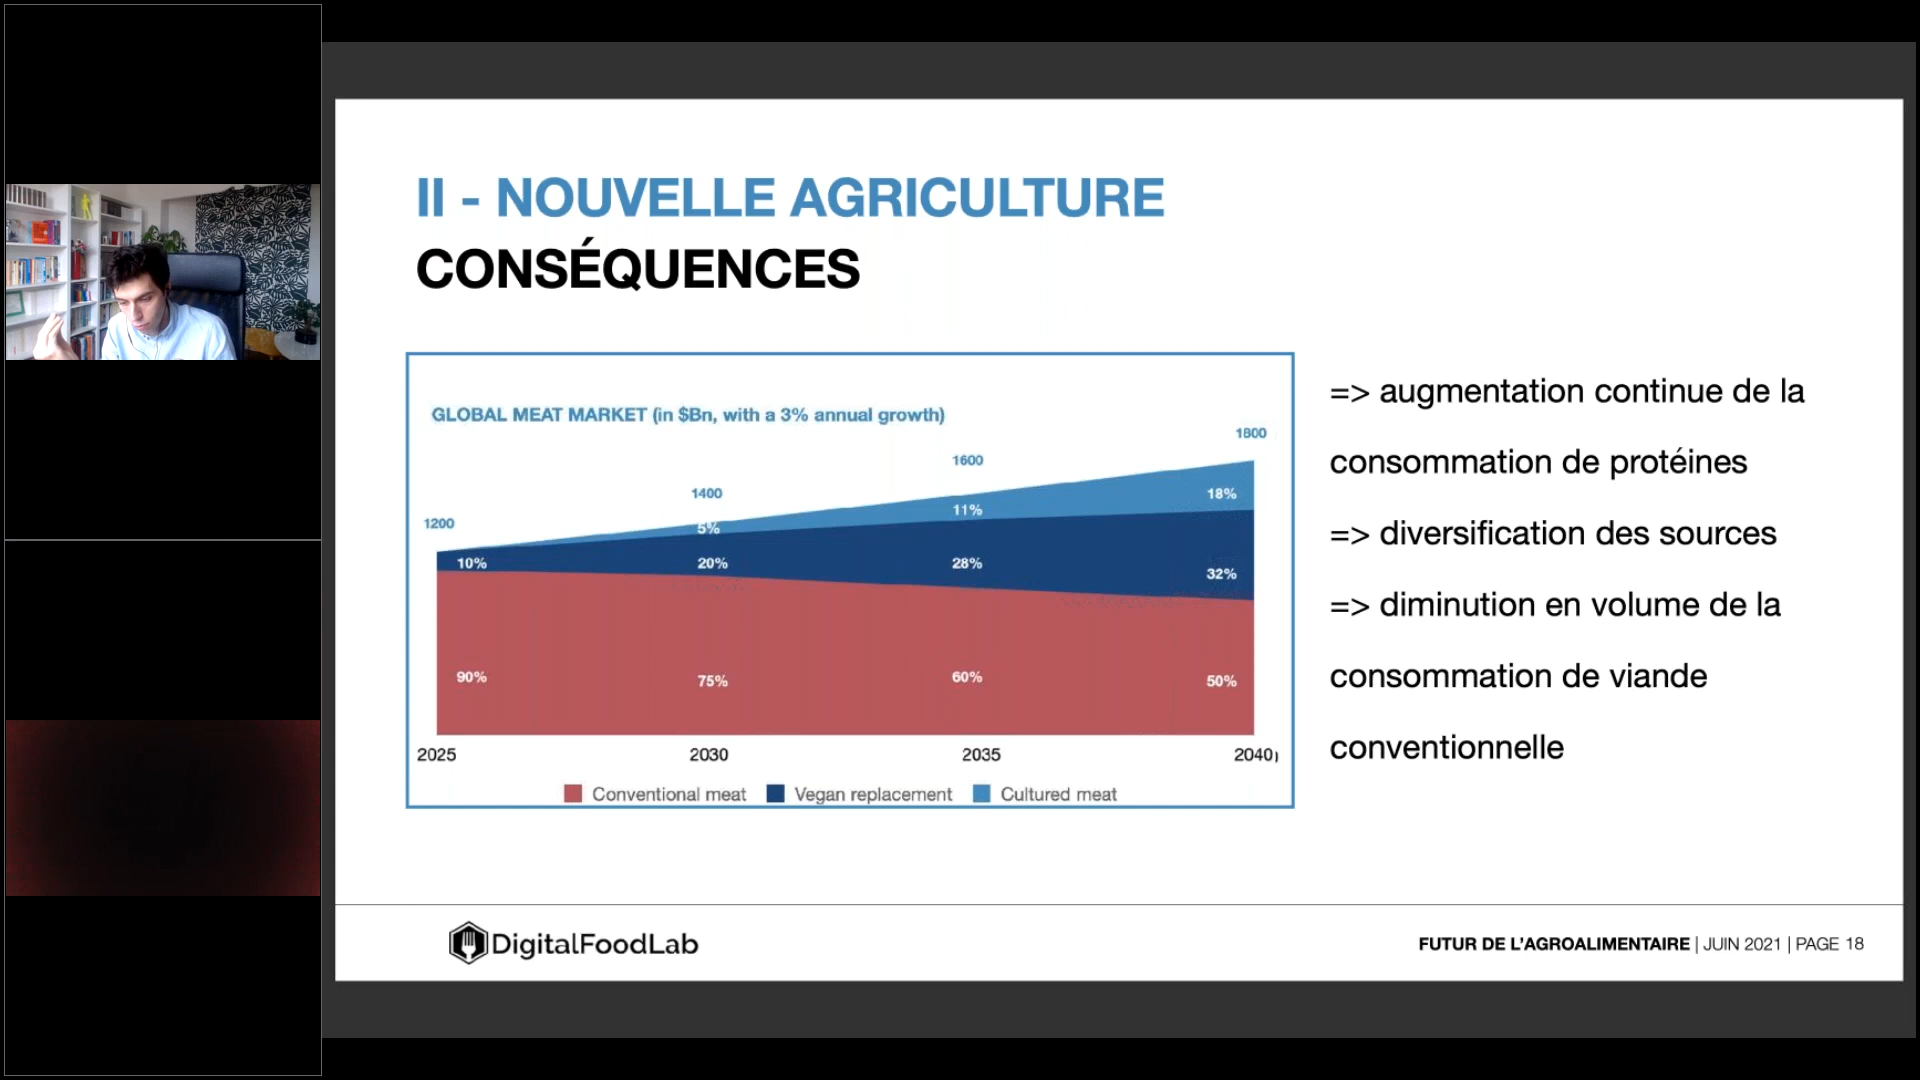 II - NOUVELLE AGRICULTURE
CONSÉQUENCES
GLOBAL MEAT MARKET (in $Bn, with a 3% annual growth)
1200
1400
1600
1800
5%
11%
18%
10%
20%
28%
32%
90%
75%
60%
50%
2025
2030
2035
2040)
Conventional meat
Vegan replacement
Cultured meat
=> augmentation continue de la
consommation de protéines
=> diversification des sources
=> diminution en volume de la
consommation de viande
conventionnelle
DigitalFoodLab
FUTUR DE L'AGROALIMENTAIRE | JUIN 2021 | PAGE 18